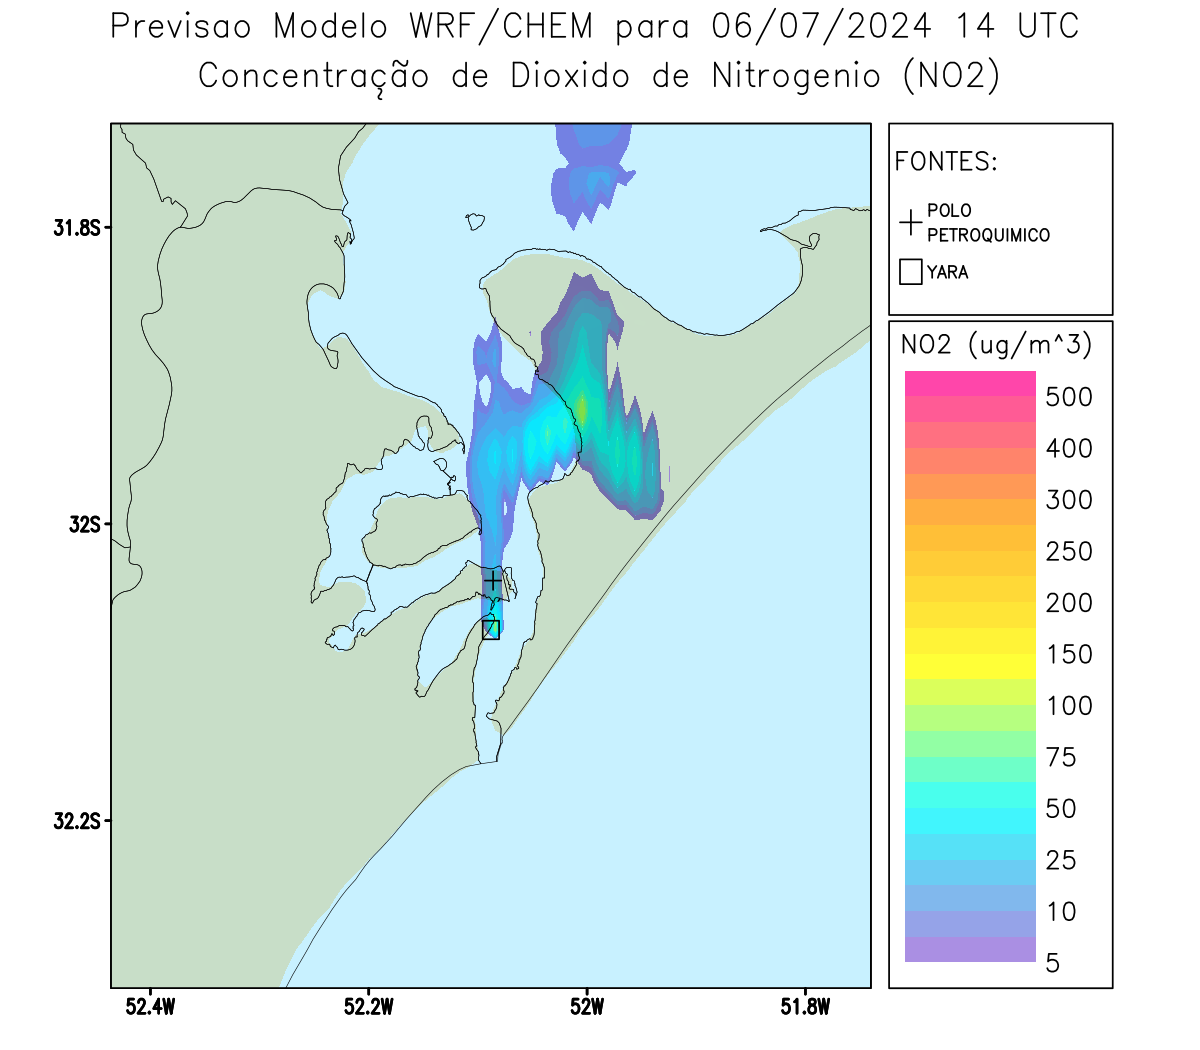 Previsao Modelo WRF/CHEM para 06/07/2024 14 UTC
Concentração de Dioxido de Nitrogenio (NO2)
FONTES:
POLO
PETROQUIMICO
YARA
NO2 (ug/m^3)
500
400
300
250
200
150
100
75
50
25
10
5
31.8S
32S
32.2S
52.4W
52.2W
52W
51.8W